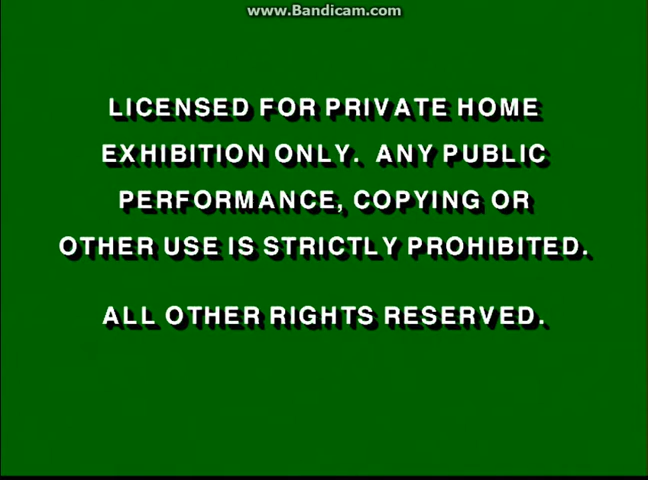 www.Bandicam.com
LICENSED FOR PRIVATE HOME
EXHIBITION ONLY. ANY PUBLIC
PERFORMANCE, COPYING OR
OTHER USE IS STRICTLY PROHIBITED.
ALL OTHER RIGHTS RESERVED.